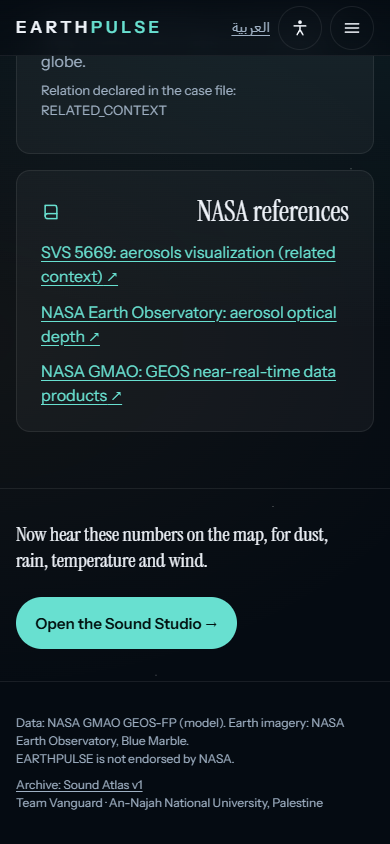 EARTHPULSE
العربية
globe.
Relation declared in the case file:
RELATED_CONTEXT
NASA references
SVS 5669: aerosols visualization (related
context) ↗
NASA Earth Observatory: aerosol optical
depth ↗
NASA GMAO: GEOS near-real-time data
products ↗
Now hear these numbers on the map, for dust,
rain, temperature and wind.
Open the Sound Studio →
Data: NASA GMAO GEOS-FP (model). Earth imagery: NASA
Earth Observatory, Blue Marble.
EARTHPULSE is not endorsed by NASA.
Archive: Sound Atlas v1
Team Vanguard · An-Najah National University, Palestine